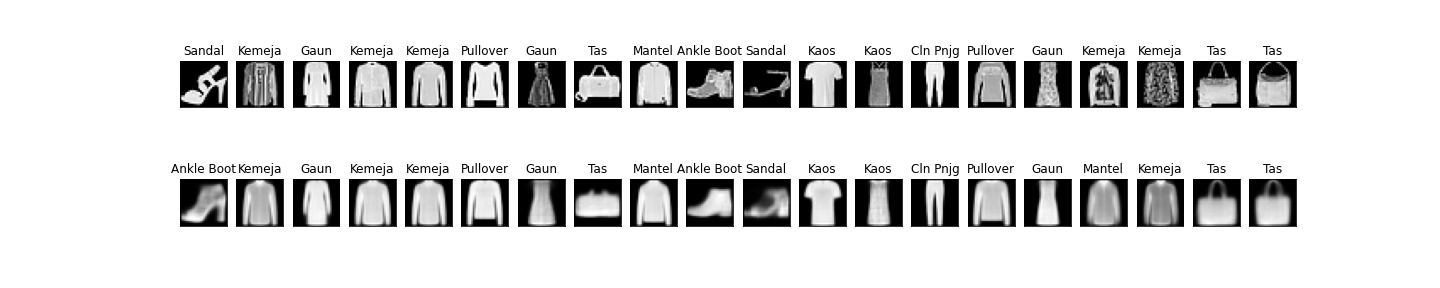 Sandal Kemeja Gaun Kemeja Kemeja Pullover Gaun Tas Mantel Ankle Boot Sandal Kaos Kaos Cln Pnjg Pullover Gaun Kemeja Kemeja Tas Tas
Ankle Boot Kemeja Gaun Kemeja Kemeja Pullover Gaun Tas Mantel Ankle Boot Sandal Kaos Kaos Cln Pnjg Pullover Gaun Mantel Kemeja Tas Tas